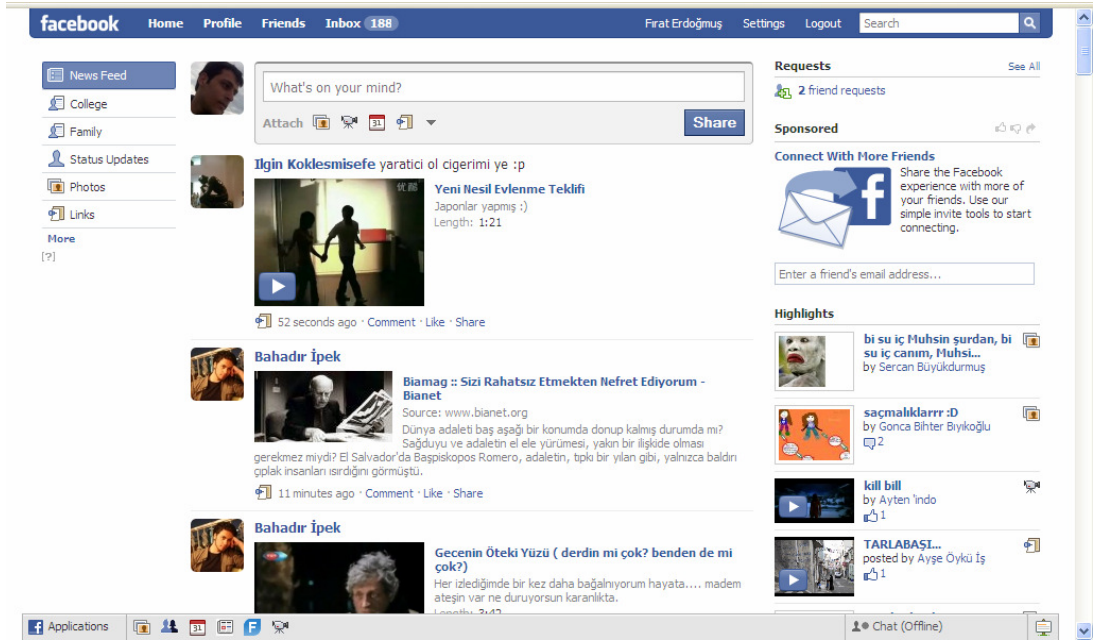 facebook Home Profile Friends Inbox 188 Fırat Erdoğmuş Settings Logout Search
News Feed
College
Family
Status Updates
Photos
Links
More
[?]
What's on your mind?
Attach 31 Share
Ilgin Koklesmisefe yaratici ol cigerimi ye :p
优酷
Yeni Nesil Evlenme Teklifi
Japonlar yapmış :)
Length: 1:21
52 seconds ago · Comment · Like · Share
Bahadır İpek
Biamag :: Sizi Rahatsız Etmekten Nefret Ediyorum -
Bianet
Source: www.bianet.org
Dünya adaleti baş aşağı bir konumda donup kalmış durumda mı?
Sağduyu ve adaletin el ele yürümesi, yakın bir ilişkide olması
gerekmez miydi? El Salvador'da Başpiskopos Romero, adaletin, tıpkı bir yılan gibi, yalnızca baldırı
çıplak insanları ısırdığını görmüştü.
11 minutes ago · Comment · Like · Share
Bahadır İpek
Gecenin Öteki Yüzü ( derdin mi çok? benden de mi
çok?)
Her izlediğimde bir kez daha bağalnıyorum hayata.... madem
ateşin var ne duruyorsun karanlıkta.
Length: 3:42
Requests See All
2 friend requests
Sponsored
Connect With More Friends
Share the Facebook
experience with more of
your friends. Use our
simple invite tools to start
connecting.
Enter a friend's email address...
Highlights
bi su iç Muhsin şurdan, bi
su iç canım, Muhsi...
by Sercan Büyükdurmuş
saçmalıklarrr :D
by Gonca Bihter Bıyıkoğlu
2
kill bill
by Ayten 'indo
1
TARLABAŞI...
posted by Ayşe Öykü İş
1
Applications 31 F Chat (Offline)